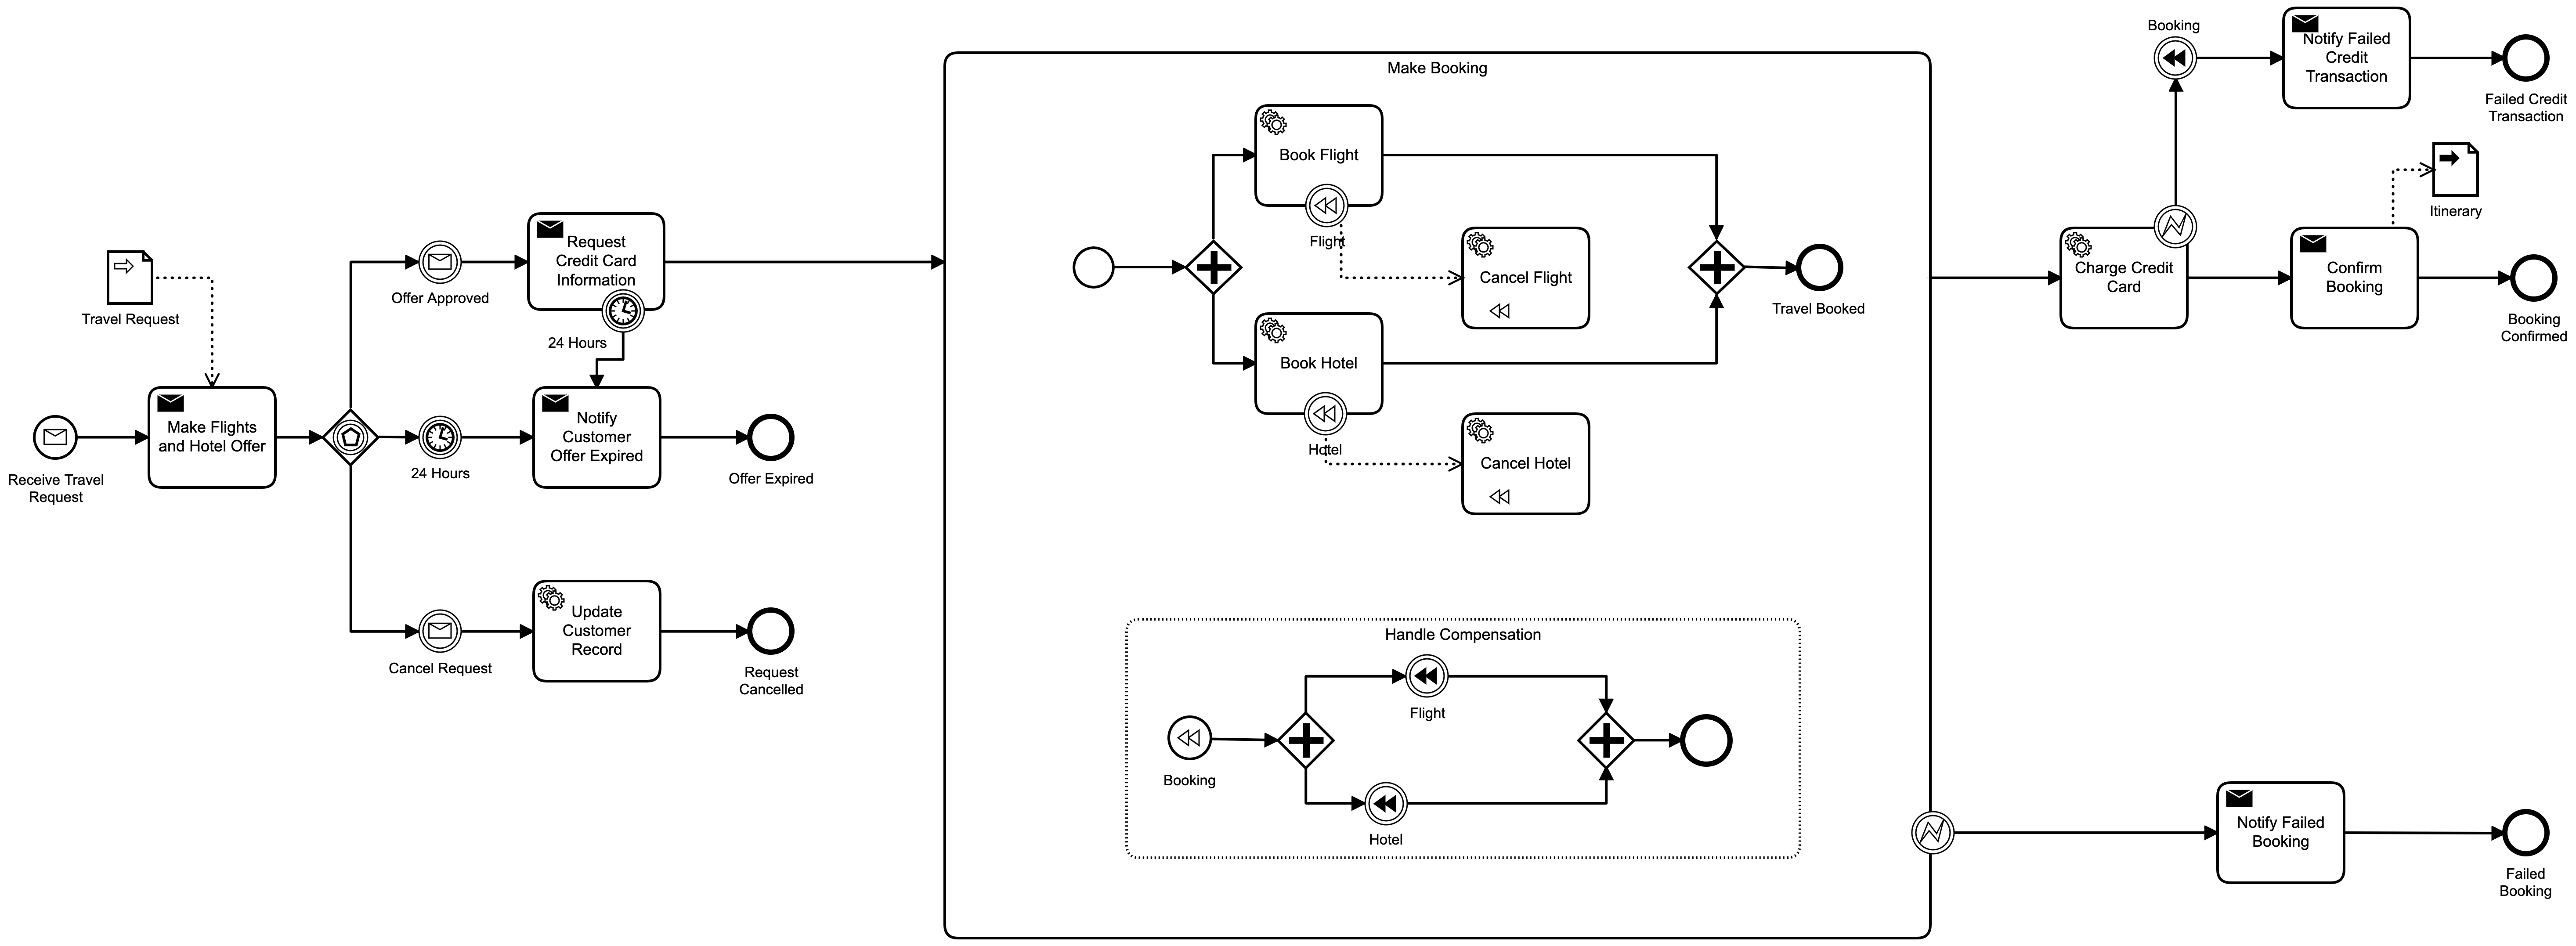 Travel Request
Receive Travel
Request
Make Flights
and Hotel Offer
Offer Approved
Request
Credit Card
Information
24 Hours
24 Hours
Notify
Customer
Offer Expired
Offer Expired
Cancel Request
Update
Customer
Record
Request
Cancelled
Make Booking
Book Flight
Flight
Cancel Flight
Book Hotel
Hotel
Cancel Hotel
Travel Booked
Handle Compensation
Booking
Flight
Hotel
Booking
Notify Failed
Credit
Transaction
Failed Credit
Transaction
Itinerary
Charge Credit
Card
Confirm
Booking
Booking
Confirmed
Notify Failed
Booking
Failed
Booking